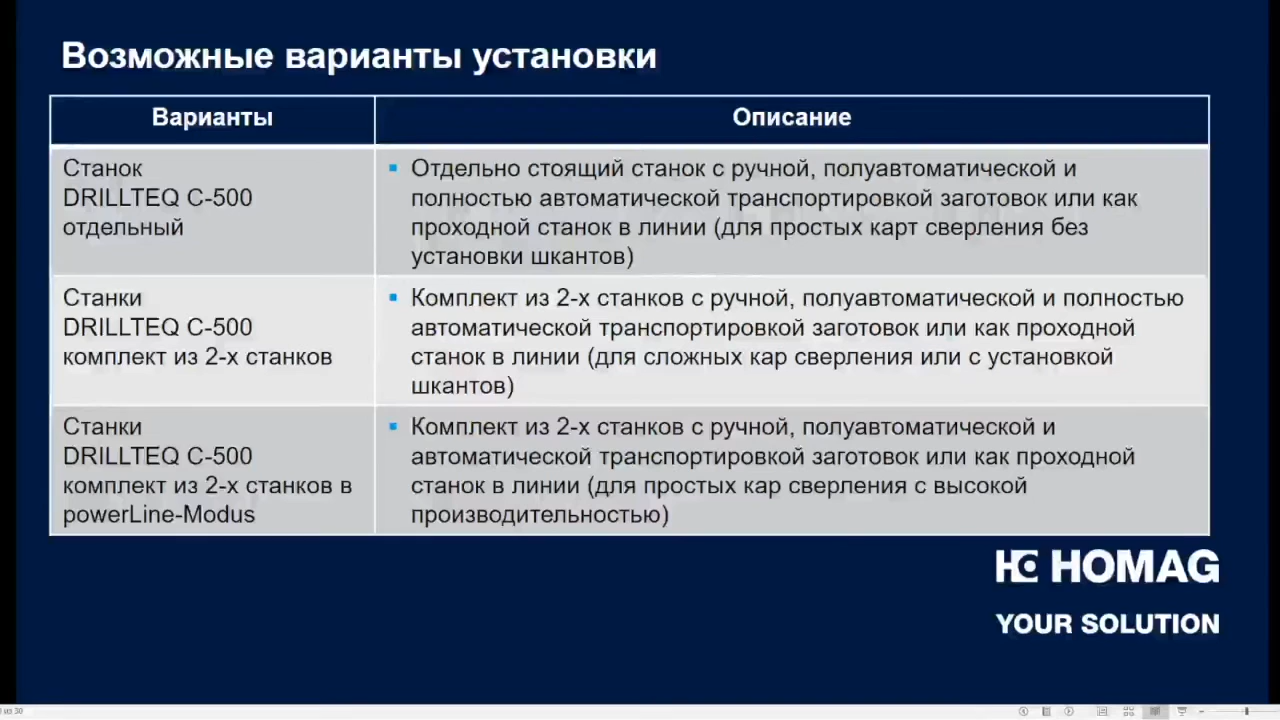 Возможные варианты установки
Варианты
Описание
Станок
DRILLTEQ C-500
отдельный
▪ Отдельно стоящий станок с ручной, полуавтоматической и
полностью автоматической транспортировкой заготовок или как
проходной станок в линии (для простых карт сверления без
установки шкантов)
Станки
DRILLTEQ C-500
комплект из 2-х станков
▪ Комплект из 2-х станков с ручной, полуавтоматической и полностью
автоматической транспортировкой заготовок или как проходной
станок в линии (для сложных кар сверления или с установкой
шкантов)
Станки
DRILLTEQ C-500
комплект из 2-х станков в
powerLine-Modus
▪ Комплект из 2-х станков с ручной, полуавтоматической и
автоматической транспортировкой заготовок или как проходной
станок в линии (для простых кар сверления с высокой
производительностью)
HOMAG
YOUR SOLUTION
из 30